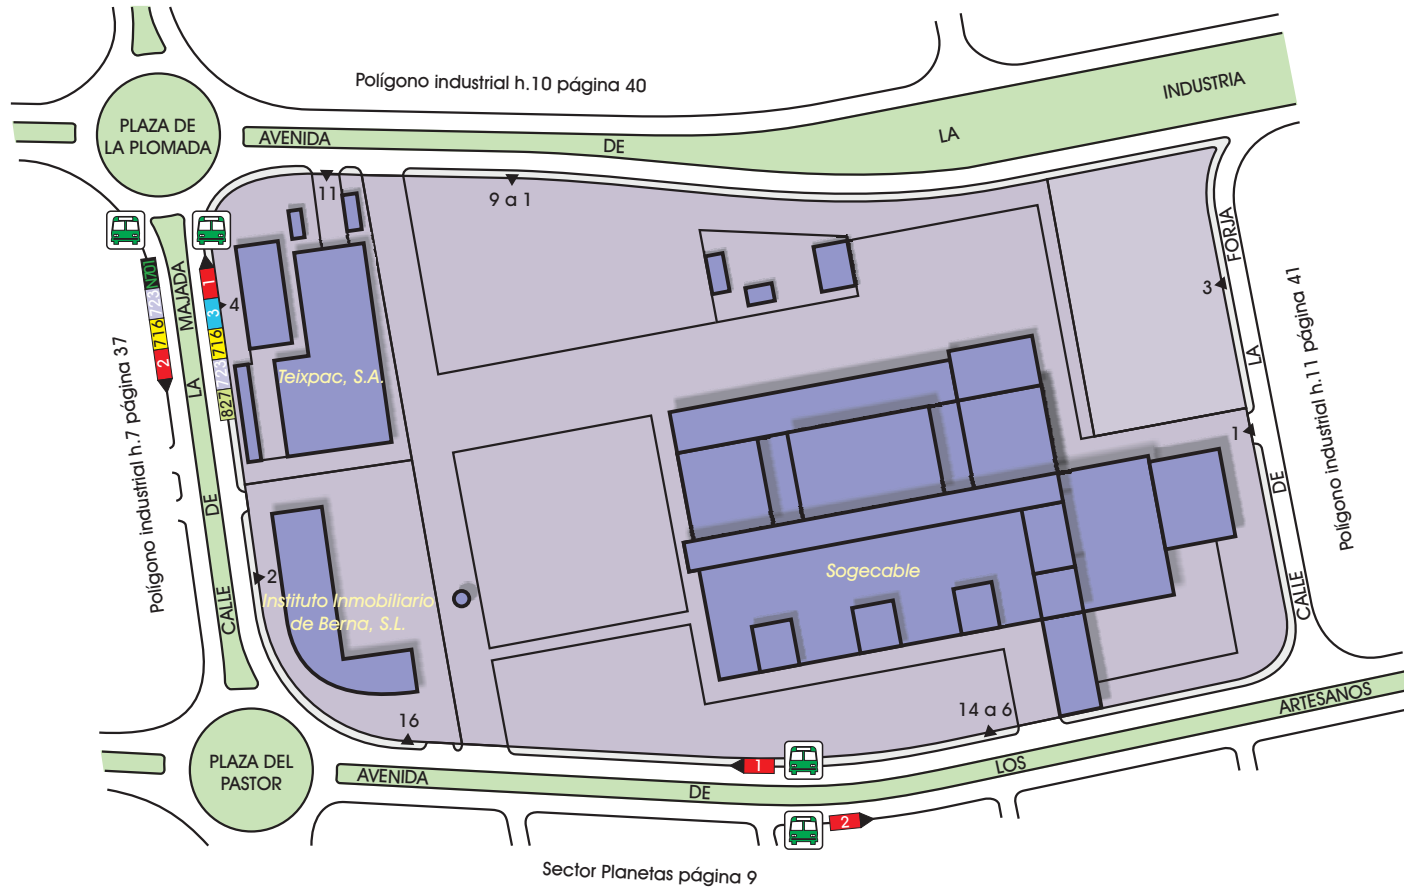 Polígono industrial h.10 página 40
INDUSTRIA
PLAZA DE
LA PLOMADA
AVENIDA
DE
LA
11
9 a 1
FORJA
MAJADA
N/01
723
716
2
1
3
716
723
827
4
3
Polígono industrial h.11 página 41
Polígono industrial h.7 página 37
LA
Teixpac, S.A.
LA
1
DE
DE
2
Instituto Inmobiliario
de Berna, S.L.
Sogecable
CALLE
CALLE
16
14 a 6
ARTESANOS
PLAZA DEL
PASTOR
AVENIDA
DE
LOS
1
2
Sector Planetas página 9